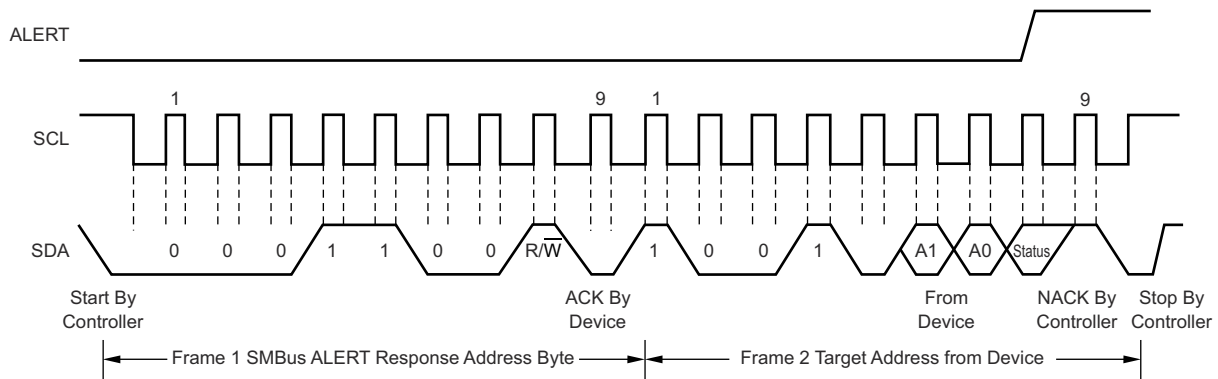 ALERT
1 9 1 9
SCL
SDA 0 0 0 1 1 0 0 R/W̅ 1 0 0 1 A1 A0 Status
Start By
Controller
ACK By
Device
From
Device
NACK By
Controller
Stop By
Controller
Frame 1 SMBus ALERT Response Address Byte
Frame 2 Target Address from Device